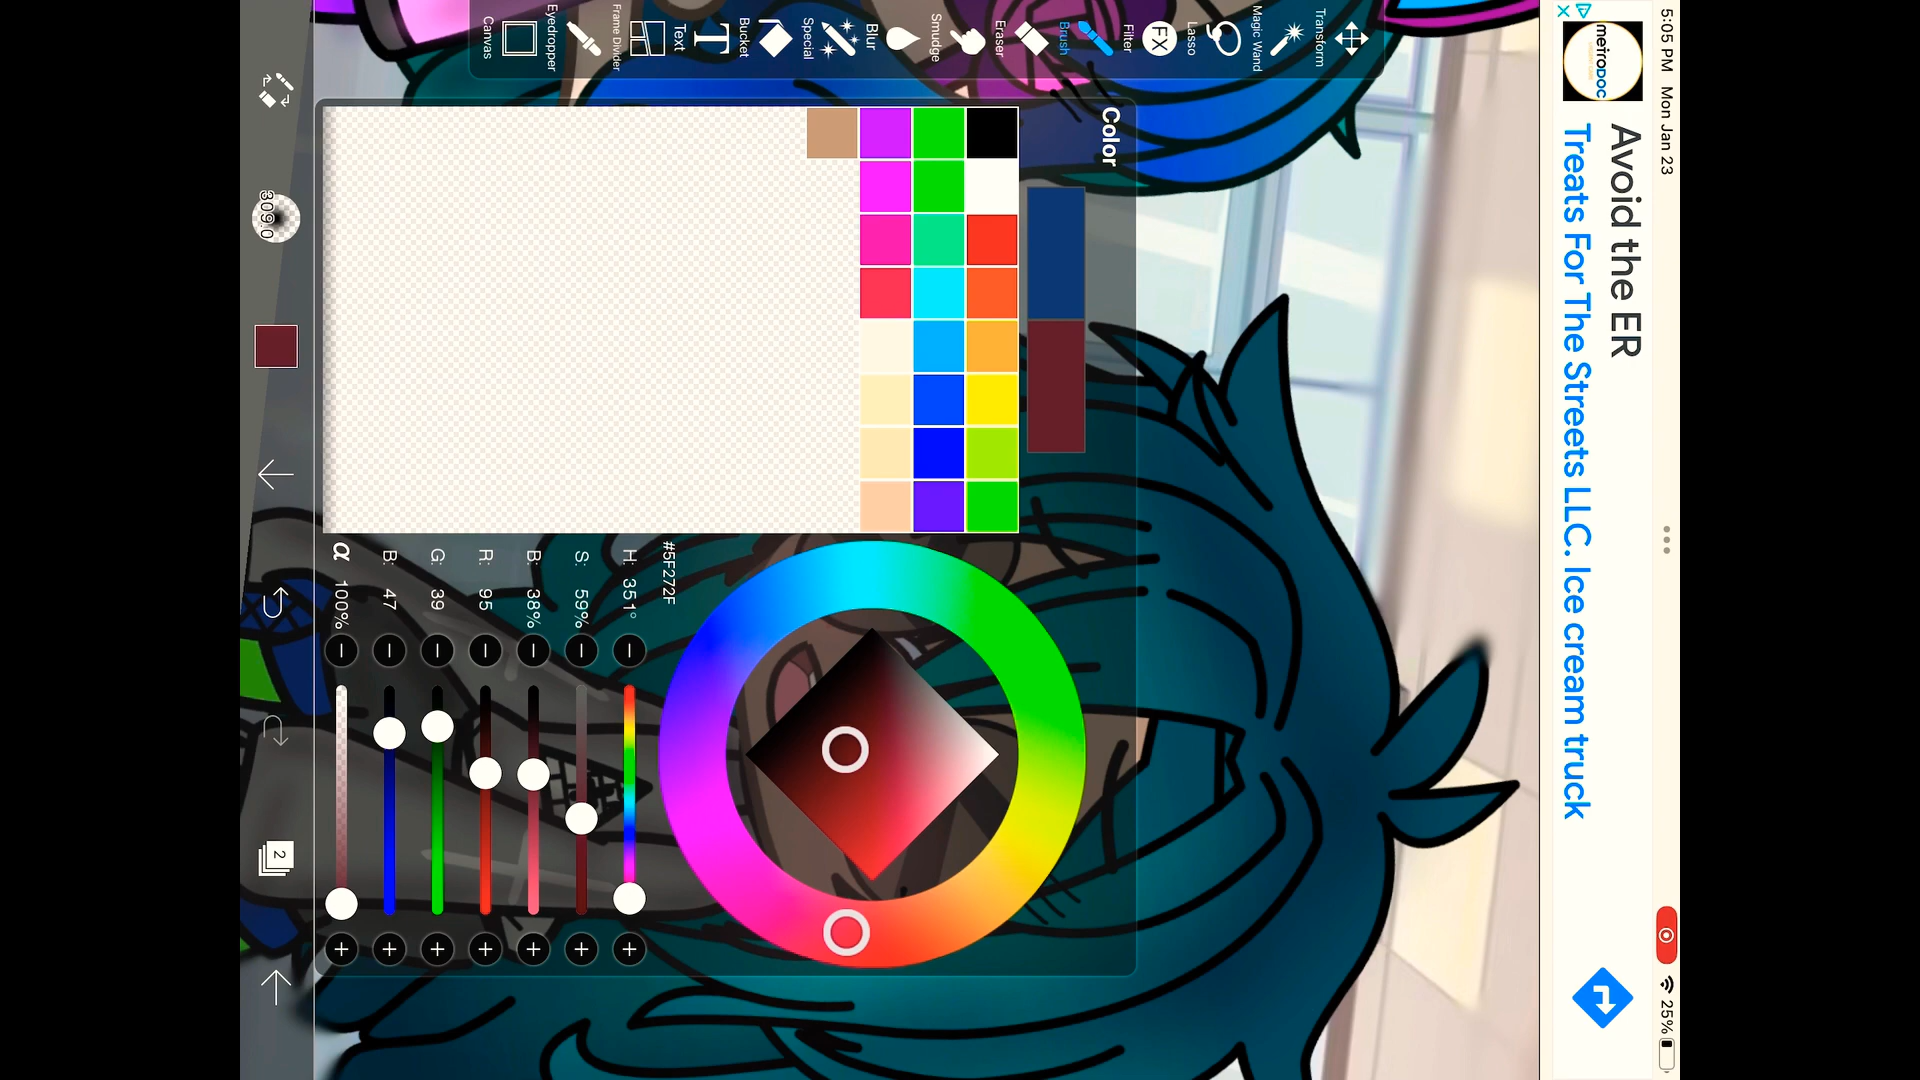 5:05 PM Mon Jan 23
25%
metroDOC
Avoid the ER
Treats For The Streets LLC. Ice cream truck
Transform
Magic Wand
Lasso
FX
Filter
Brush
Eraser
Smudge
Blur
Special
Bucket
Text
Frame Divider
Eyedropper
Canvas
Color
#5F272F
H: 351°
S: 59%
B: 38%
R: 95
G: 39
B: 47
α 100%
309.0
2